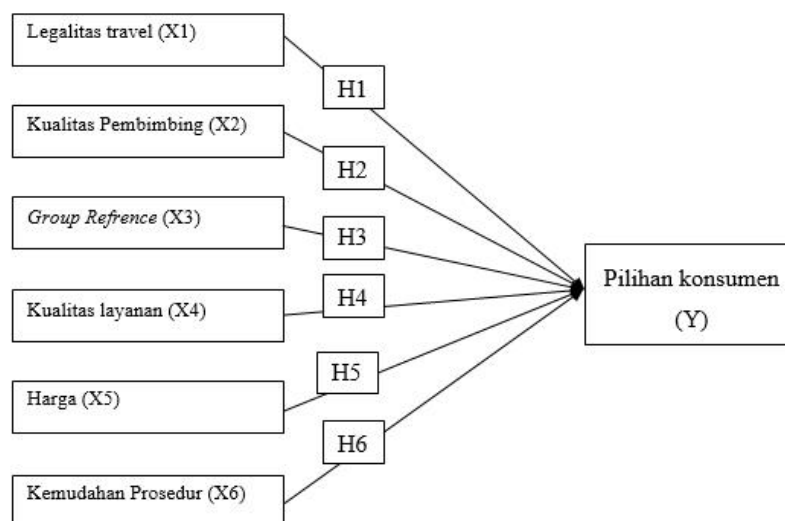 Legalitas travel (X1)
H1
Kualitas Pembimbing (X2)
H2
Group Refrence (X3)
H3
Kualitas layanan (X4)
H4
Harga (X5)
H5
Kemudahan Prosedur (X6)
H6
Pilihan konsumen
(Y)